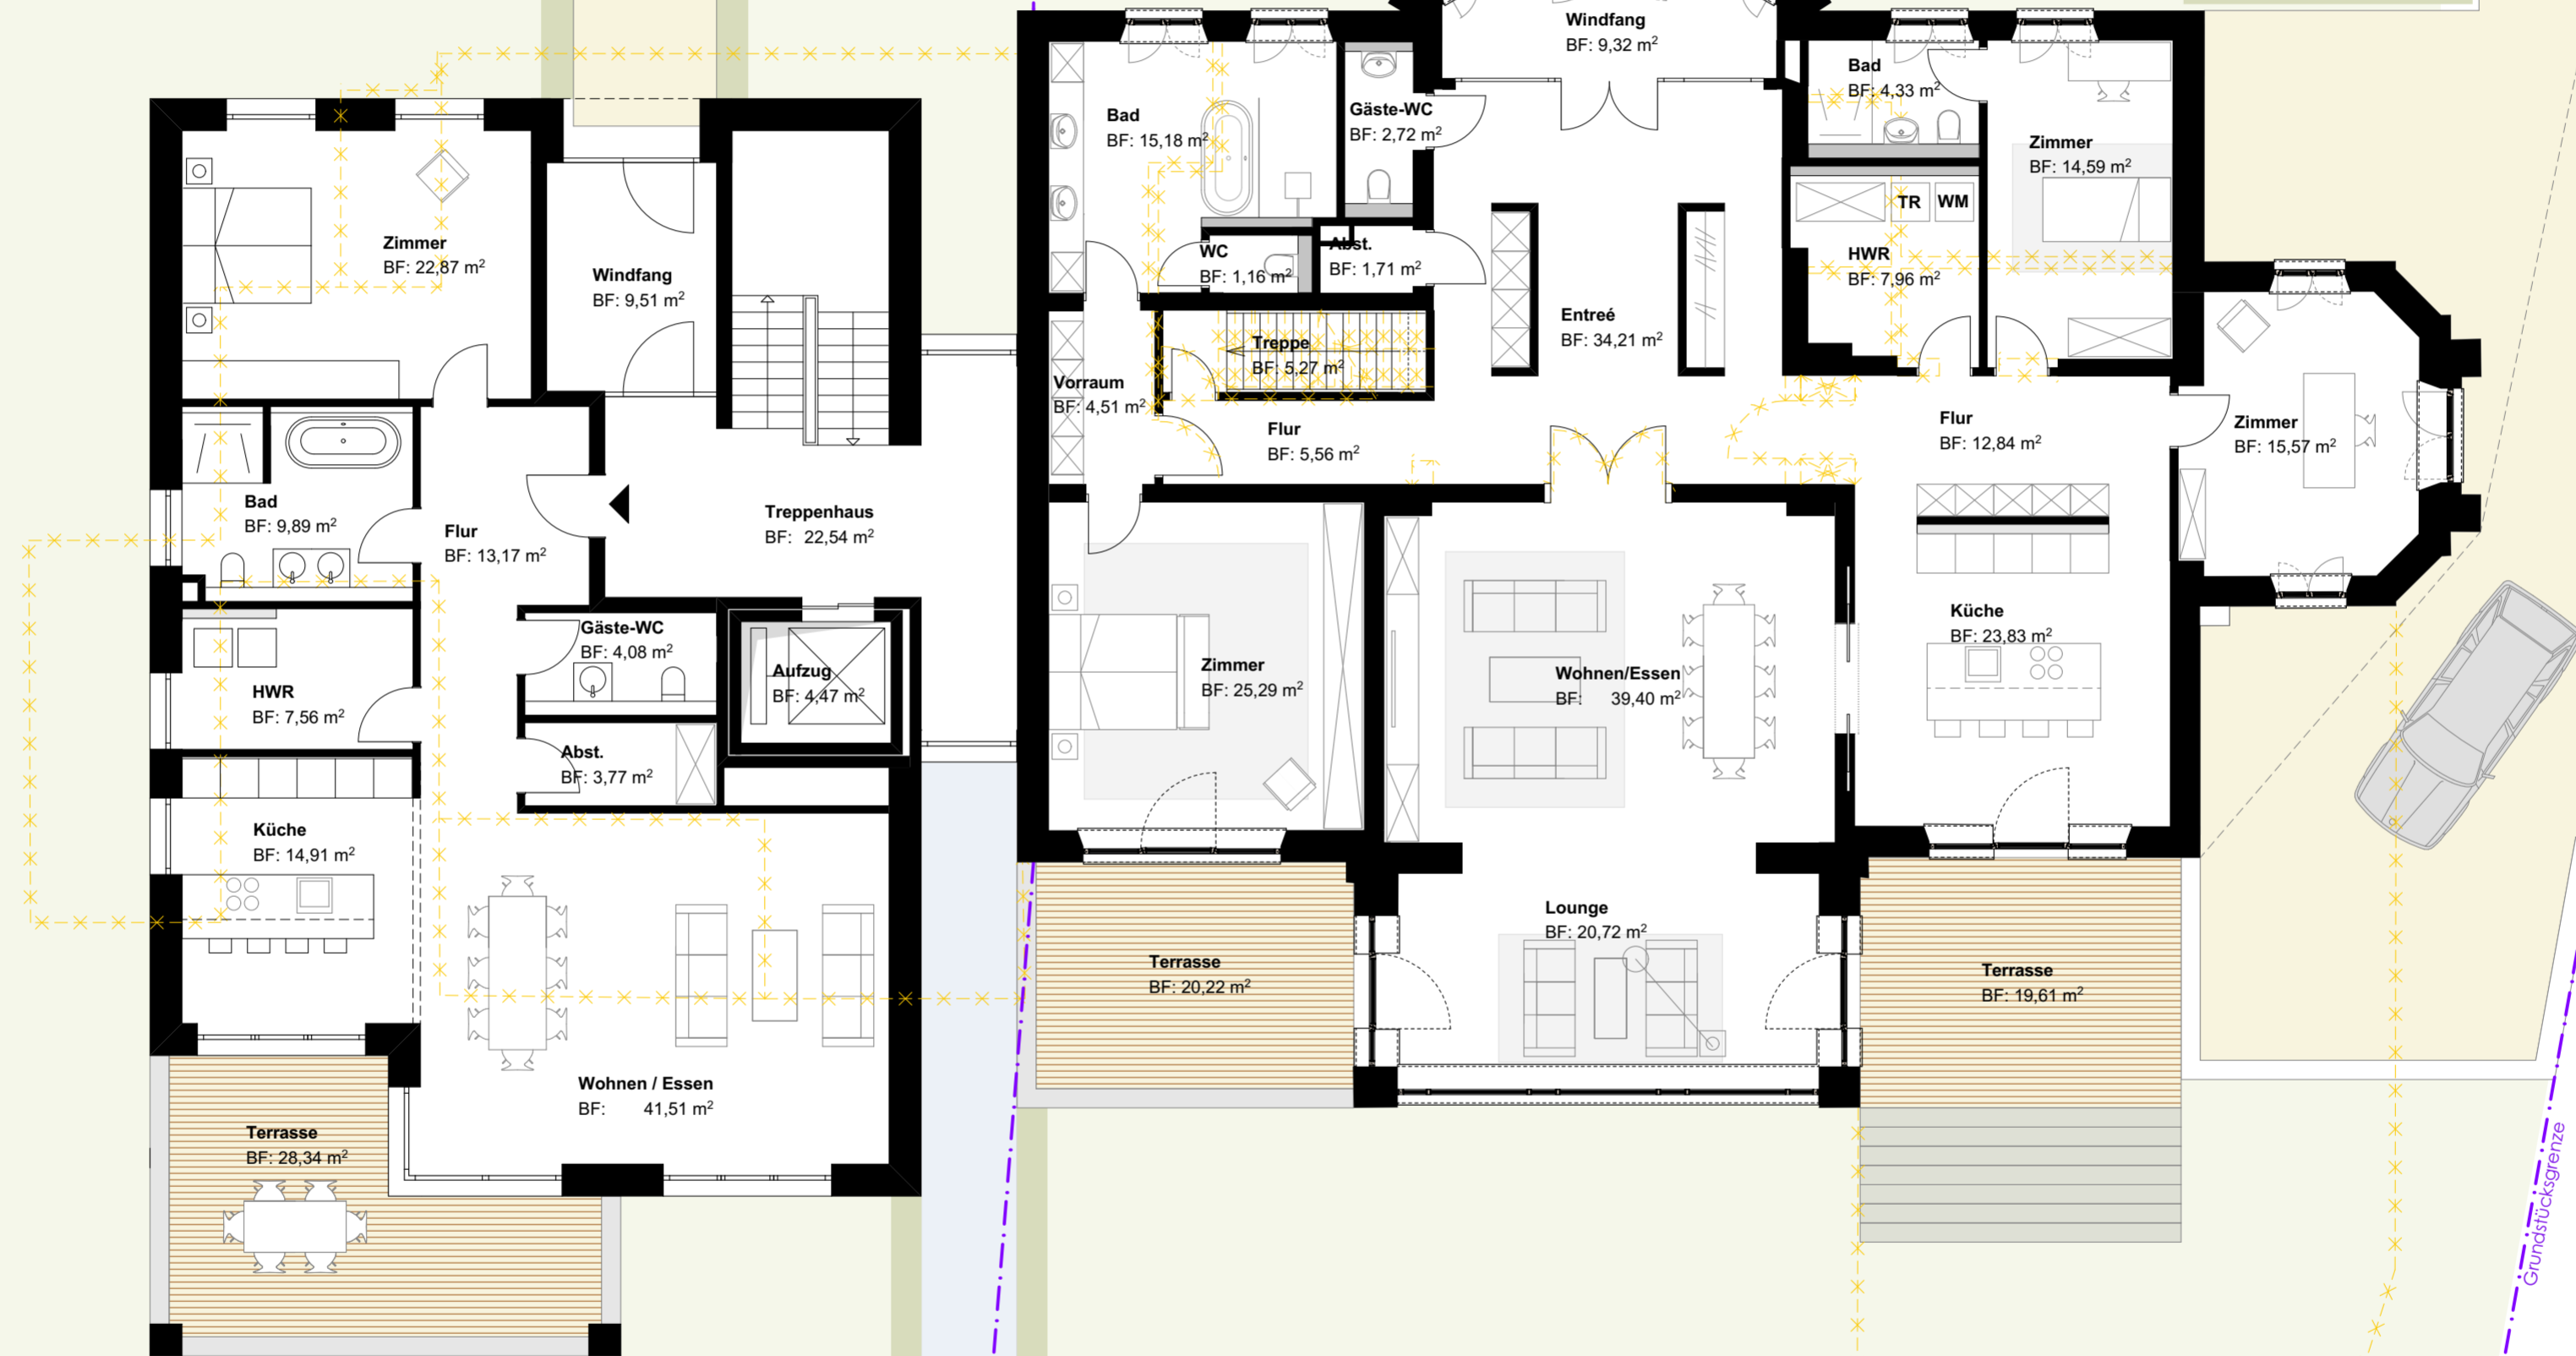 Windfang
BF: 9,32 m²
Bad
BF: 4,33 m²
Bad
BF: 15,18 m²
Gäste-WC
BF: 2,72 m²
Zimmer
BF: 14,59 m²
TR
WM
Zimmer
BF: 22,87 m²
Windfang
BF: 9,51 m²
WC
BF: 1,16 m²
Abst.
BF: 1,71 m²
HWR
BF: 7,96 m²
Entreé
BF: 34,21 m²
Treppe
BF: 5,27 m²
Vorraum
BF: 4,51 m²
Flur
BF: 5,56 m²
Flur
BF: 12,84 m²
Zimmer
BF: 15,57 m²
Bad
BF: 9,89 m²
Flur
BF: 13,17 m²
Treppenhaus
BF: 22,54 m²
Gäste-WC
BF: 4,08 m²
Aufzug
BF: 4,47 m²
Küche
BF: 23,83 m²
Zimmer
BF: 25,29 m²
Wohnen/Essen
BF: 39,40 m²
HWR
BF: 7,56 m²
Abst.
BF: 3,77 m²
Küche
BF: 14,91 m²
Lounge
BF: 20,72 m²
Terrasse
BF: 20,22 m²
Terrasse
BF: 19,61 m²
Wohnen / Essen
BF: 41,51 m²
Terrasse
BF: 28,34 m²
Grundstücksgrenze